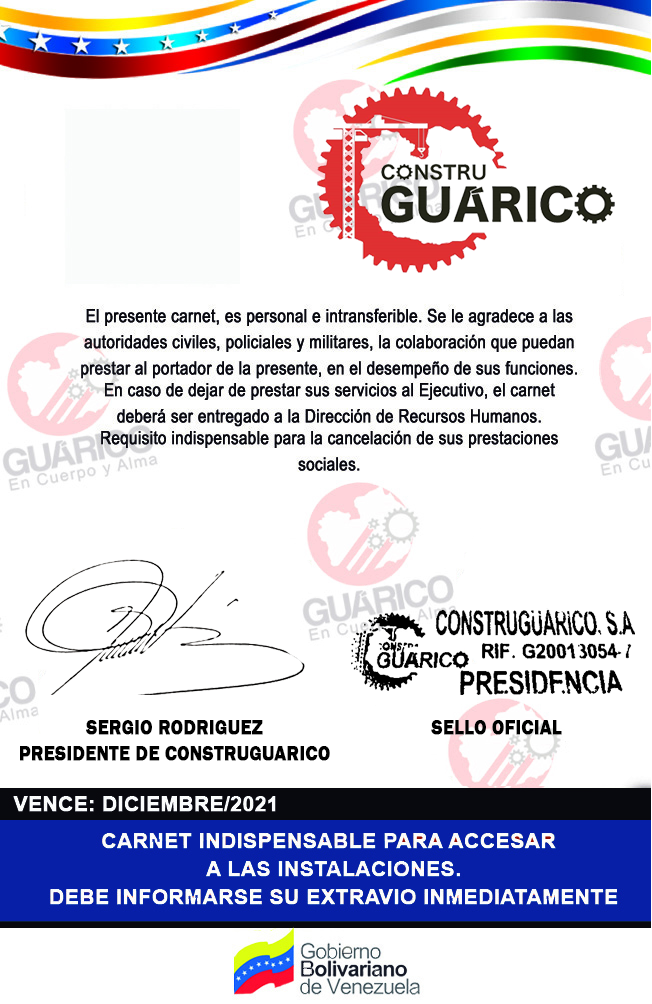 CONSTRU
GUÁRICO
El presente carnet, es personal e intransferible. Se le agradece a las
autoridades civiles, policiales y militares, la colaboración que puedan
prestar al portador de la presente, en el desempeño de sus funciones.
En caso de dejar de prestar sus servicios al Ejecutivo, el carnet
deberá ser entregado a la Dirección de Recursos Humanos.
Requisito indispensable para la cancelación de sus prestaciones
sociales.
GUÁRICO
En Cuerpo y Alma
GUÁRICO
En Cuerpo y Alma
CONSTRUGUARICO, S.A
RIF. G20013054-
GUÁRICO
PRESIDENCIA
SERGIO RODRIGUEZ
PRESIDENTE DE CONSTRUGUARICO
SELLO OFICIAL
VENCE: DICIEMBRE/2021
CARNET INDISPENSABLE PARA ACCESAR
A LAS INSTALACIONES.
DEBE INFORMARSE SU EXTRAVIO INMEDIATAMENTE
Gobierno
Bolivariano
de Venezuela